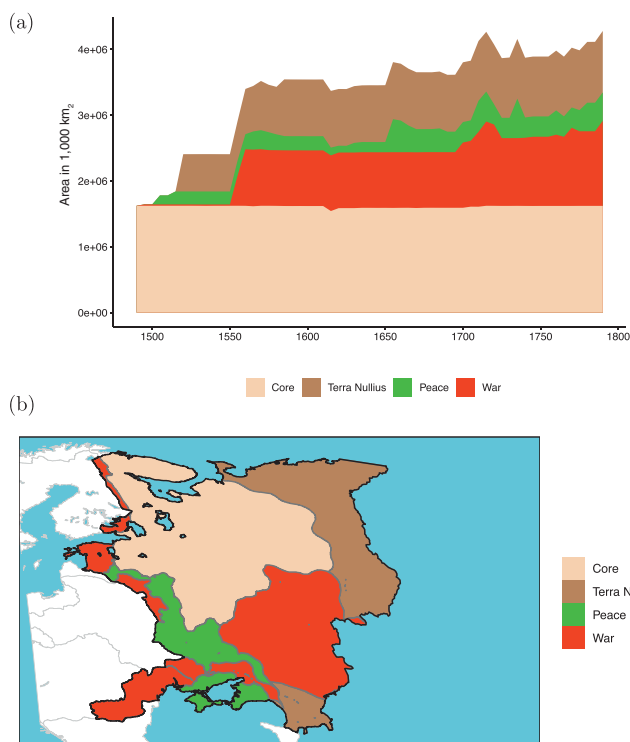 (a)
Area in 1,000 km2
4e+06
3e+06
2e+06
1e+06
0e+00
1500 1550 1600 1650 1700 1750 1800
Core Terra Nullius Peace War
(b)
Core
Terra N
Peace
War